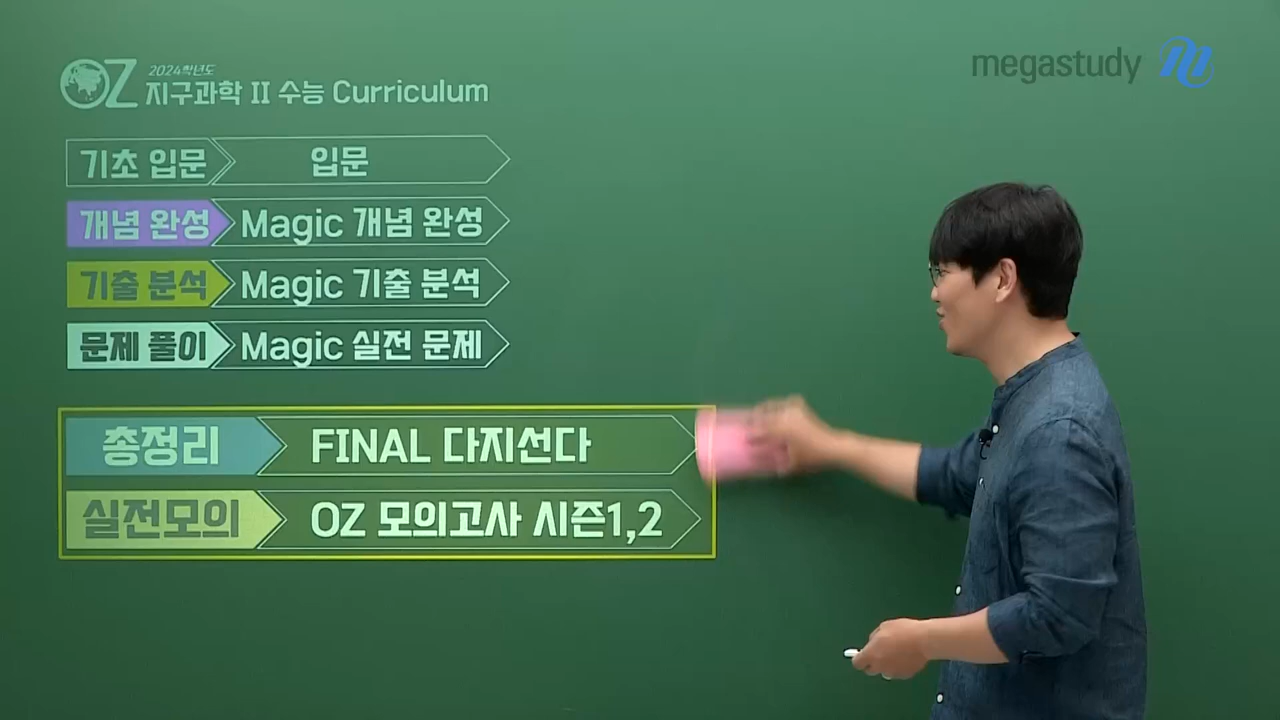 megastudy
OZ 2024학년도
지구과학 II 수능 Curriculum
기초 입문 입문
개념 완성 Magic 개념 완성
기출 분석 Magic 기출 분석
문제 풀이 Magic 실전 문제
총정리 FINAL 다지선다
실전모의 OZ 모의고사 시즌1,2